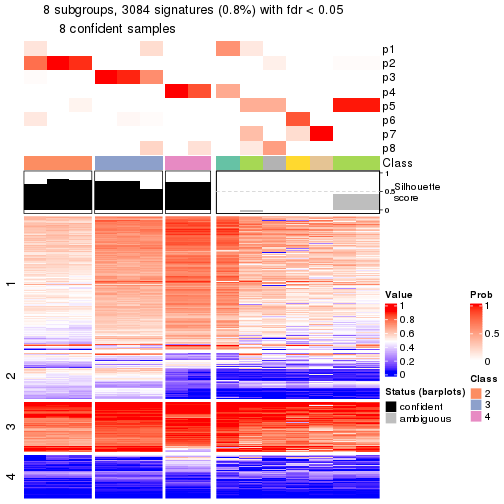 8 subgroups, 3084 signatures (0.8%) with fdr < 0.05
8 confident samples
p1
p2
p3
p4
p5
p6
p7
p8
Class
1
0.5
0
Silhouette
score
1
2
3
4
Value
1
0.8
0.6
0.4
0.2
0
Status (barplots)
confident
ambiguous
Prob
1
0.5
0
Class
2
3
4